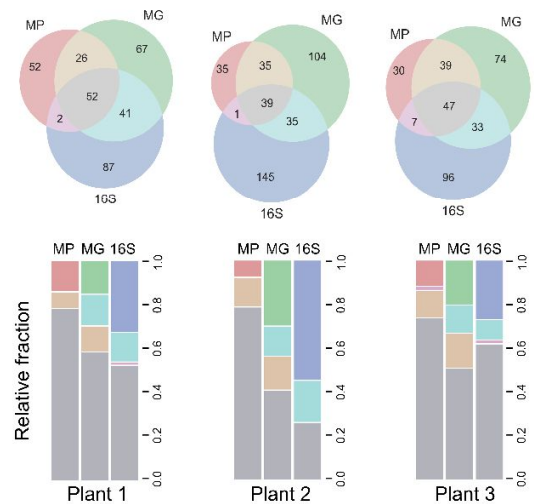 MP MG
52 26 67
52
2 41
87
16S
MP MG
35 35 104
39
1 35
145
16S
MP MG
30 39 74
47
7 33
96
16S
Relative fraction
MP MG 16S
1.0
0.8
0.6
0.4
0.2
0.0
Plant 1
MP MG 16S
1.0
0.8
0.6
0.4
0.2
0.0
Plant 2
MP MG 16S
1.0
0.8
0.6
0.4
0.2
0.0
Plant 3